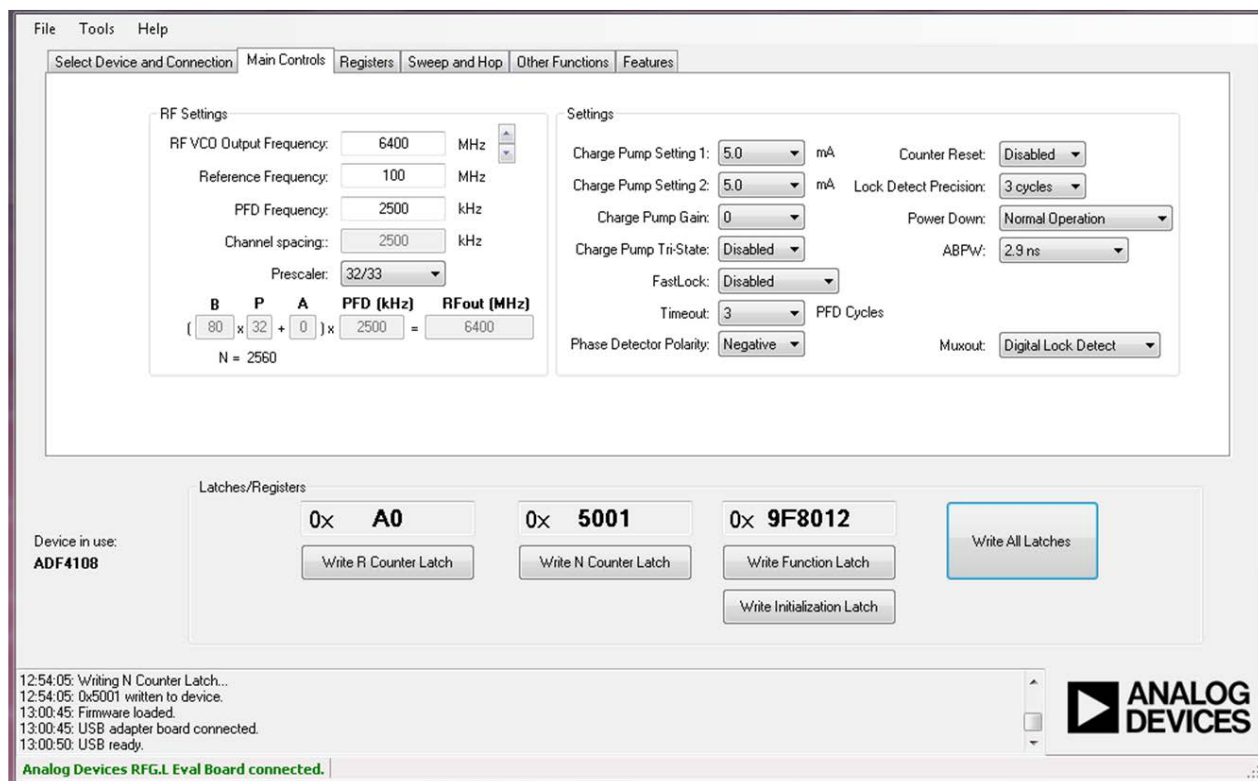 File Tools Help
Select Device and Connection Main Controls Registers Sweep and Hop Other Functions Features
RF Settings
RF VCO Output Frequency: 6400 MHz
Reference Frequency: 100 MHz
PFD Frequency: 2500 kHz
Channel spacing:: 2500 kHz
Prescaler: 32/33
B P A PFD (kHz) RFout (MHz)
( 80 x 32 + 0 ) x 2500 = 6400
N = 2560
Settings
Charge Pump Setting 1: 5.0 mA
Charge Pump Setting 2: 5.0 mA
Charge Pump Gain: 0
Charge Pump Tri-State: Disabled
FastLock: Disabled
Timeout: 3 PFD Cycles
Phase Detector Polarity: Negative
Counter Reset: Disabled
Lock Detect Precision: 3 cycles
Power Down: Normal Operation
ABPW: 2.9 ns
Muxout: Digital Lock Detect
Latches/Registers
0x A0 0x 5001 0x 9F8012
Write R Counter Latch Write N Counter Latch Write Function Latch
Write All Latches
Write Initialization Latch
Device in use:
ADF4108
12:54:05: Writing N Counter Latch...
12:54:05: 0x5001 written to device.
13:00:45: Firmware loaded.
13:00:45: USB adapter board connected.
13:00:50: USB ready.
ANALOG
DEVICES
Analog Devices RFG.L Eval Board connected.